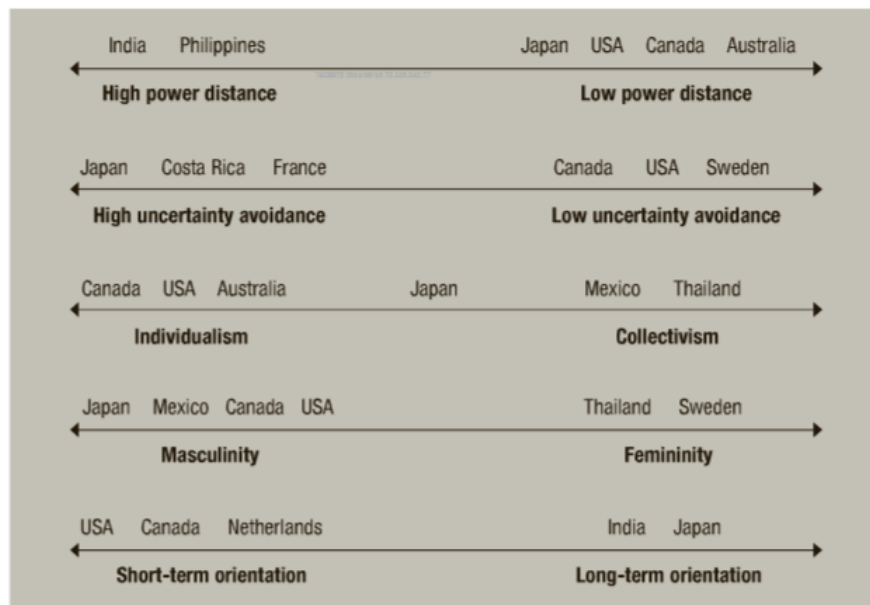 India Philippines Japan USA Canada Australia
High power distance Low power distance
Japan Costa Rica France Canada USA Sweden
High uncertainty avoidance Low uncertainty avoidance
Canada USA Australia Japan Mexico Thailand
Individualism Collectivism
Japan Mexico Canada USA Thailand Sweden
Masculinity Femininity
USA Canada Netherlands India Japan
Short-term orientation Long-term orientation